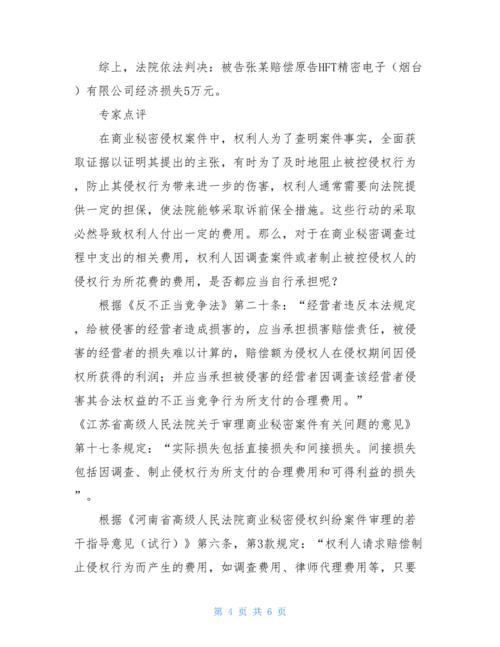 综上，法院依法判决：被告张某赔偿原告HFT精密电子（烟台
）有限公司经济损失5万元。
专家点评
在商业秘密侵权案件中，权利人为了查明案件事实，全面获
取证据以证明其提出的主张，有时为了及时地阻止被控侵权行为
，防止其侵权行为带来进一步的伤害，权利人通常需要向法院提
供一定的担保，使法院能够采取诉前保全措施。这些行动的采取
必然导致权利人付出一定的费用。那么，对于在商业秘密调查过
程中支出的相关费用，权利人因调查案件或者制止被控侵权人的
侵权行为所花费的费用，是否都应当自行承担呢？
根据《反不正当竞争法》第二十条：“经营者违反本法规定
，给被侵害的经营者造成损害的，应当承担损害赔偿责任，被侵
害的经营者的损失难以计算的，赔偿额为侵权人在侵权期间因侵
权所获得的利润；并应当承担被侵害的经营者因调查该经营者侵
害其合法权益的不正当竞争行为所支付的合理费用。”
《江苏省高级人民法院关于审理商业秘密案件有关问题的意见》
第十七条规定：“实际损失包括直接损失和间接损失。间接损失
包括因调查、制止侵权行为所支付的合理费用和可得利益的损失
”。
根据《河南省高级人民法院商业秘密侵权纠纷案件审理的若
干指导意见（试行）》第六条，第3款规定：“权利人请求赔偿制
止侵权行为而产生的费用，如调查费用、律师代理费用等，只要
第 4 页 共 6 页